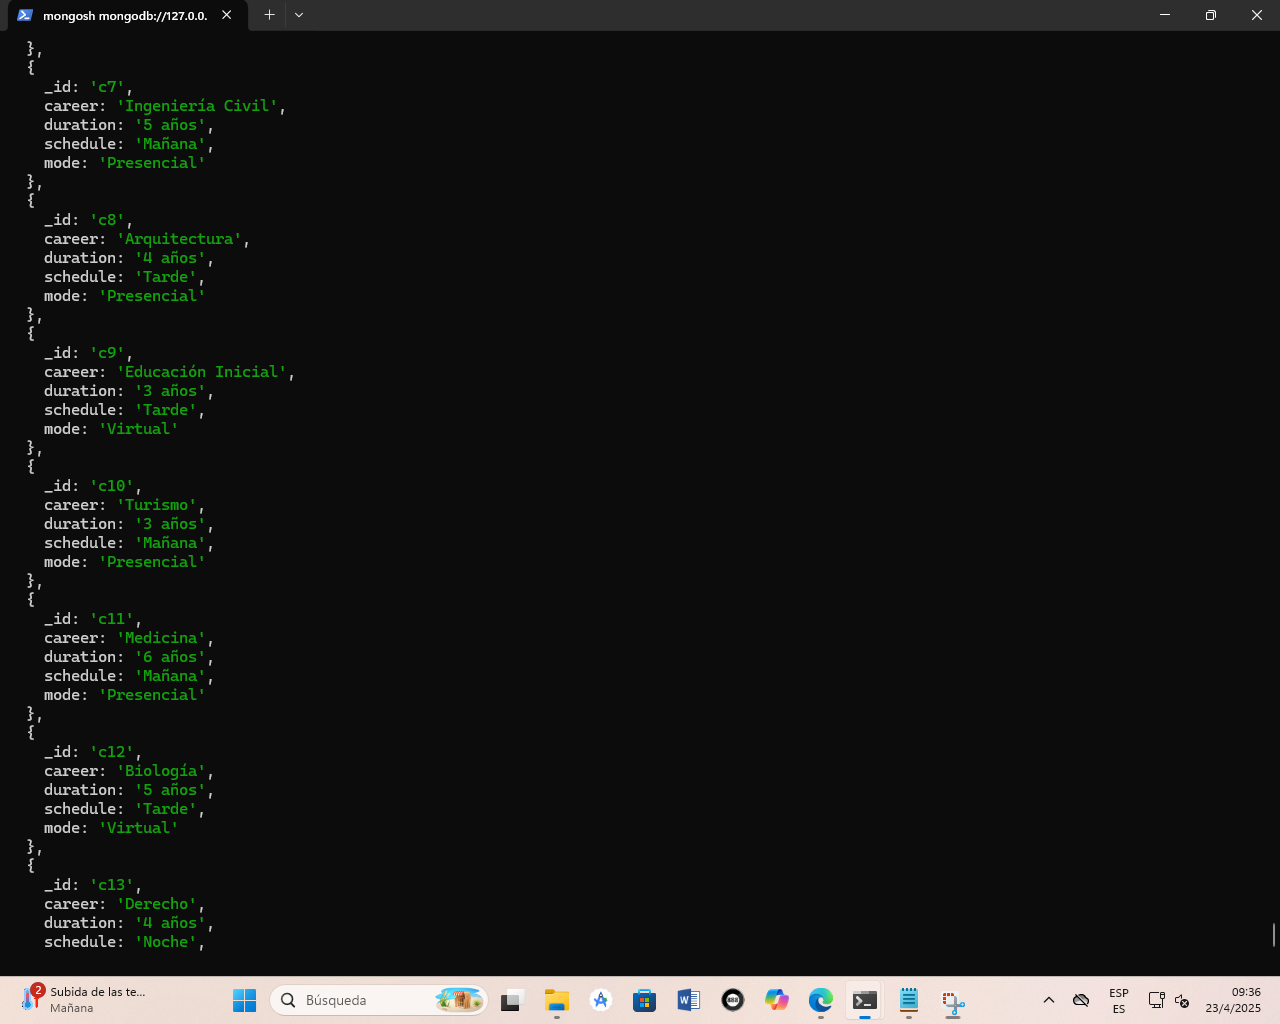 mongosh mongodb://127.0.0.
},
{
_id: 'c7',
career: 'Ingeniería Civil',
duration: '5 años',
schedule: 'Mañana',
mode: 'Presencial'
},
{
_id: 'c8',
career: 'Arquitectura',
duration: '4 años',
schedule: 'Tarde',
mode: 'Presencial'
},
{
_id: 'c9',
career: 'Educación Inicial',
duration: '3 años',
schedule: 'Tarde',
mode: 'Virtual'
},
{
_id: 'c10',
career: 'Turismo',
duration: '3 años',
schedule: 'Mañana',
mode: 'Presencial'
},
{
_id: 'c11',
career: 'Medicina',
duration: '6 años',
schedule: 'Mañana',
mode: 'Presencial'
},
{
_id: 'c12',
career: 'Biología',
duration: '5 años',
schedule: 'Tarde',
mode: 'Virtual'
},
{
_id: 'c13',
career: 'Derecho',
duration: '4 años',
schedule: 'Noche',
2
Subida de las te...
Mañana
Búsqueda
ESP
ES
09:36
23/4/2025